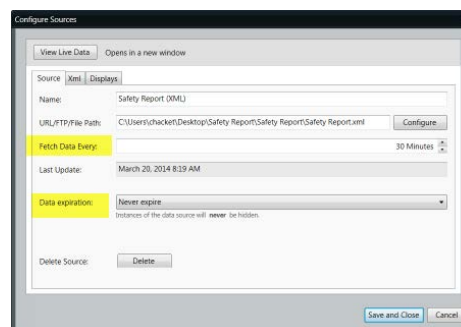 Configure Sources
View Live Data Opens in a new window
Source Xml Displays
Name: Safety Report (XML)
URL/FTP/File Path: C:\Users\chacket\Desktop\Safety Report\Safety Report\Safety Report.xml Configure
Fetch Data Every: 30 Minutes
Last Update: March 20, 2014 8:19 AM
Data expiration: Never expire
Instances of the data source will never be hidden.
Delete Source: Delete
Save and Close Cancel